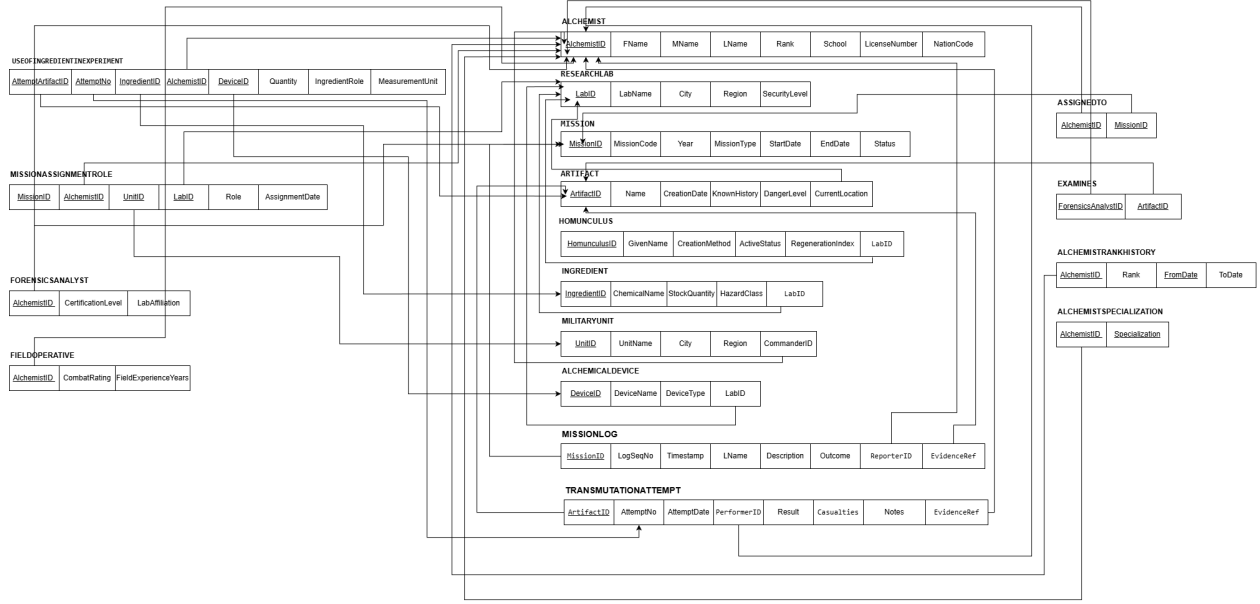 ALCHEMIST
AlchemistID FName MName LName Rank School LicenseNumber NationCode
USEOFINGREDIENTINEXPERIMENT
AttemptArtifactID AttemptNo IngredientID AlchemistID DeviceID Quantity IngredientRole MeasurementUnit
RESEARCHLAB
LabID LabName City Region SecurityLevel
ASSIGNEDTO
AlchemistID MissionID
MISSION
MissionID MissionCode Year MissionType StartDate EndDate Status
MISSIONASSIGNMENTROLE
MissionID AlchemistID UnitID LabID Role AssignmentDate
ARTIFACT
ArtifactID Name CreationDate KnownHistory DangerLevel CurrentLocation
EXAMINES
ForensicsAnalystID ArtifactID
HOMUNCULUS
HomunculusID GivenName CreationMethod ActiveStatus RegenerationIndex LabID
ALCHEMISTRANKHISTORY
AlchemistID Rank FromDate ToDate
INGREDIENT
IngredientID ChemicalName StockQuantity HazardClass LabID
FORENSICSANALYST
AlchemistID CertificationLevel LabAffiliation
ALCHEMISTSPECIALIZATION
AlchemistID Specialization
MILITARYUNIT
UnitID UnitName City Region CommanderID
FIELDOPERATIVE
AlchemistID CombatRating FieldExperienceYears
ALCHEMICALDEVICE
DeviceID DeviceName DeviceType LabID
MISSIONLOG
MissionID LogSeqNo Timestamp LName Description Outcome ReporterID EvidenceRef
TRANSMUTATIONATTEMPT
ArtifactID AttemptNo AttemptDate PerformerID Result Casualties Notes EvidenceRef